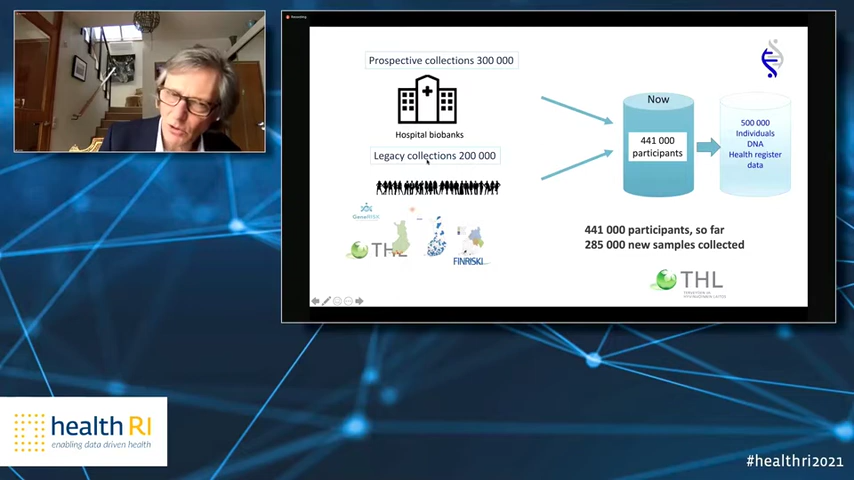 Prospective collections 300 000
Hospital biobanks
Legacy collections 200 000
GeneRISK
THL
FINRISKI
Now
441 000
participants
500 000
Individuals
DNA
Health register
data
441 000 participants, so far
285 000 new samples collected
THL
health RI
enabling data driven health
#healthri2021